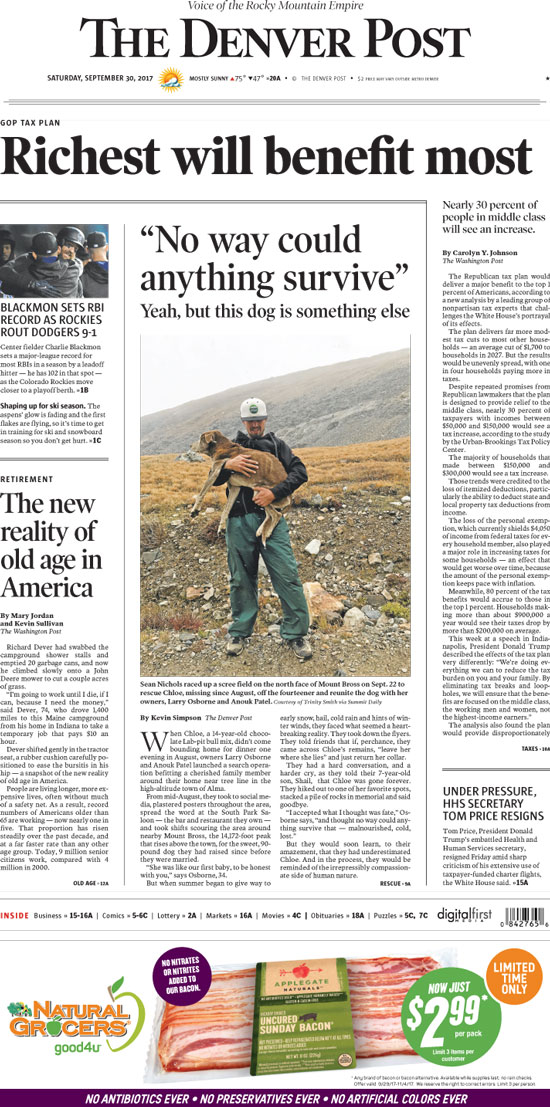 Voice of the Rocky Mountain Empire
THE DENVER POST
SATURDAY, SEPTEMBER 30, 2017
MOSTLY SUNNY ▲75° ▼47° »20A • © THE DENVER POST • $2 PRICE MAY VARY OUTSIDE METRO DENVER
GOP TAX PLAN
Richest will benefit most
BLACKMON SETS RBI
RECORD AS ROCKIES
ROUT DODGERS 9-1
Center fielder Charlie Blackmon
sets a major-league record for
most RBIs in a season by a leadoff
hitter — he has 102 in that spot —
as the Colorado Rockies move
closer to a playoff berth. »1B
Shaping up for ski season. The
aspens' glow is fading and the first
flakes are flying, so it's time to get
in training for ski and snowboard
season so you don't get hurt. »1C
RETIREMENT
The new
reality of
old age in
America
By Mary Jordan
and Kevin Sullivan
The Washington Post
Richard Dever had swabbed the
campground shower stalls and
emptied 20 garbage cans, and now
he climbed slowly onto a John
Deere mower to cut a couple acres
of grass.
"I'm going to work until I die, if I
can, because I need the money,"
said Dever, 74, who drove 1,400
miles to this Maine campground
from his home in Indiana to take a
temporary job that pays $10 an
hour.
Dever shifted gently in the tractor
seat, a rubber cushion carefully po-
sitioned to ease the bursitis in his
hip — a snapshot of the new reality
of old age in America.
People are living longer, more ex-
pensive lives, often without much
of a safety net. As a result, record
numbers of Americans older than
65 are working — now nearly one in
five. That proportion has risen
steadily over the past decade, and
at a far faster rate than any other
age group. Today, 9 million senior
citizens work, compared with 4
million in 2000.
OLD AGE » 12A
"No way could
anything survive"
Yeah, but this dog is something else
Sean Nichols raced up a scree field on the north face of Mount Bross on Sept. 22 to
rescue Chloe, missing since August, off the fourteener and reunite the dog with her
owners, Larry Osborne and Anouk Patel. Courtesy of Trinity Smith via Summit Daily
By Kevin Simpson The Denver Post
When Chloe, a 14-year-old choco-
late Lab-pit bull mix, didn't come
bounding home for dinner one
evening in August, owners Larry Osborne
and Anouk Patel launched a search opera-
tion befitting a cherished family member
around their home near tree line in the
high-altitude town of Alma.
From mid-August, they took to social me-
dia, plastered posters throughout the area,
spread the word at the South Park Sa-
loon — the bar and restaurant they own —
and took shifts scouring the area around
nearby Mount Bross, the 14,172-foot peak
that rises above the town, for the sweet, 90-
pound dog they had raised since before
they were married.
"She was like our first baby, to be honest
with you," says Osborne, 34.
But when summer began to give way to
early snow, hail, cold rain and hints of win-
ter winds, they faced what seemed a heart-
breaking reality. They took down the flyers.
They told friends that if, perchance, they
came across Chloe's remains, "leave her
where she lies" and just return her collar.
They had a hard conversation, and a
harder cry, as they told their 7-year-old
son, Shail, that Chloe was gone forever.
They hiked out to one of her favorite spots,
stacked a pile of rocks in memorial and said
goodbye.
"I accepted what I thought was fate," Os-
borne says, "and thought no way could any-
thing survive that — malnourished, cold,
lost."
But they would soon learn, to their
amazement, that they had underestimated
Chloe. And in the process, they would be
reminded of the irrepressibly compassion-
ate side of human nature.
RESCUE » 9A
Nearly 30 percent of
people in middle class
will see an increase.
By Carolyn Y. Johnson
The Washington Post
The Republican tax plan would
deliver a major benefit to the top 1
percent of Americans, according to
a new analysis by a leading group of
nonpartisan tax experts that chal-
lenges the White House's portrayal
of its effects.
The plan delivers far more mod-
est tax cuts to most other house-
holds — an average cut of $1,700 to
households in 2027. But the results
would be unevenly spread, with one
in four households paying more in
taxes.
Despite repeated promises from
Republican lawmakers that the plan
is designed to provide relief to the
middle class, nearly 30 percent of
taxpayers with incomes between
$50,000 and $150,000 would see a
tax increase, according to the study
by the Urban-Brookings Tax Policy
Center.
The majority of households that
made between $150,000 and
$300,000 would see a tax increase.
Those trends were credited to the
loss of itemized deductions, partic-
ularly the ability to deduct state and
local property tax deductions from
income.
The loss of the personal exemp-
tion, which currently shields $4,050
of income from federal taxes for ev-
ery household member, also played
a major role in increasing taxes for
some households — an effect that
would get worse over time, because
the amount of the personal exemp-
tion keeps pace with inflation.
Meanwhile, 80 percent of the tax
benefits would accrue to those in
the top 1 percent. Households mak-
ing more than about $900,000 a
year would see their taxes drop by
more than $200,000 on average.
This week at a speech in India-
napolis, President Donald Trump
described the effects of the tax plan
very differently: "We're doing ev-
erything we can to reduce the tax
burden on you and your family. By
eliminating tax breaks and loop-
holes, we will ensure that the bene-
fits are focused on the middle class,
the working men and women, not
the highest-income earners."
The analysis also found the plan
would provide disproportionately
TAXES » 18A
UNDER PRESSURE,
HHS SECRETARY
TOM PRICE RESIGNS
Tom Price, President Donald
Trump's embattled Health and
Human Services secretary,
resigned Friday amid sharp
criticism of his extensive use of
taxpayer-funded charter flights,
the White House said. »15A
INSIDE Business » 15-16A | Comics » 5-6C | Lottery » 2A | Markets » 16A | Movies » 4C | Obituaries » 18A | Puzzles » 5C, 7C
digitalfirst
MEDIA
0 42765 6
NATURAL
GROCERS
good4u
NO NITRATES
OR NITRITES
ADDED TO
OUR BACON.
APPLEGATE
NATURALS
UNCURED
SUNDAY BACON
NOW JUST
$2.99*
per pack
Limit 3 items per
customer
LIMITED
TIME
ONLY
* Any brand of bacon or bacon alternative. Available while supplies last; no rain checks.
Offer valid 9/29/17-11/4/17. We reserve the right to correct errors. Limit 3 per person.
NO ANTIBIOTICS EVER • NO PRESERVATIVES EVER • NO ARTIFICIAL COLORS EVER